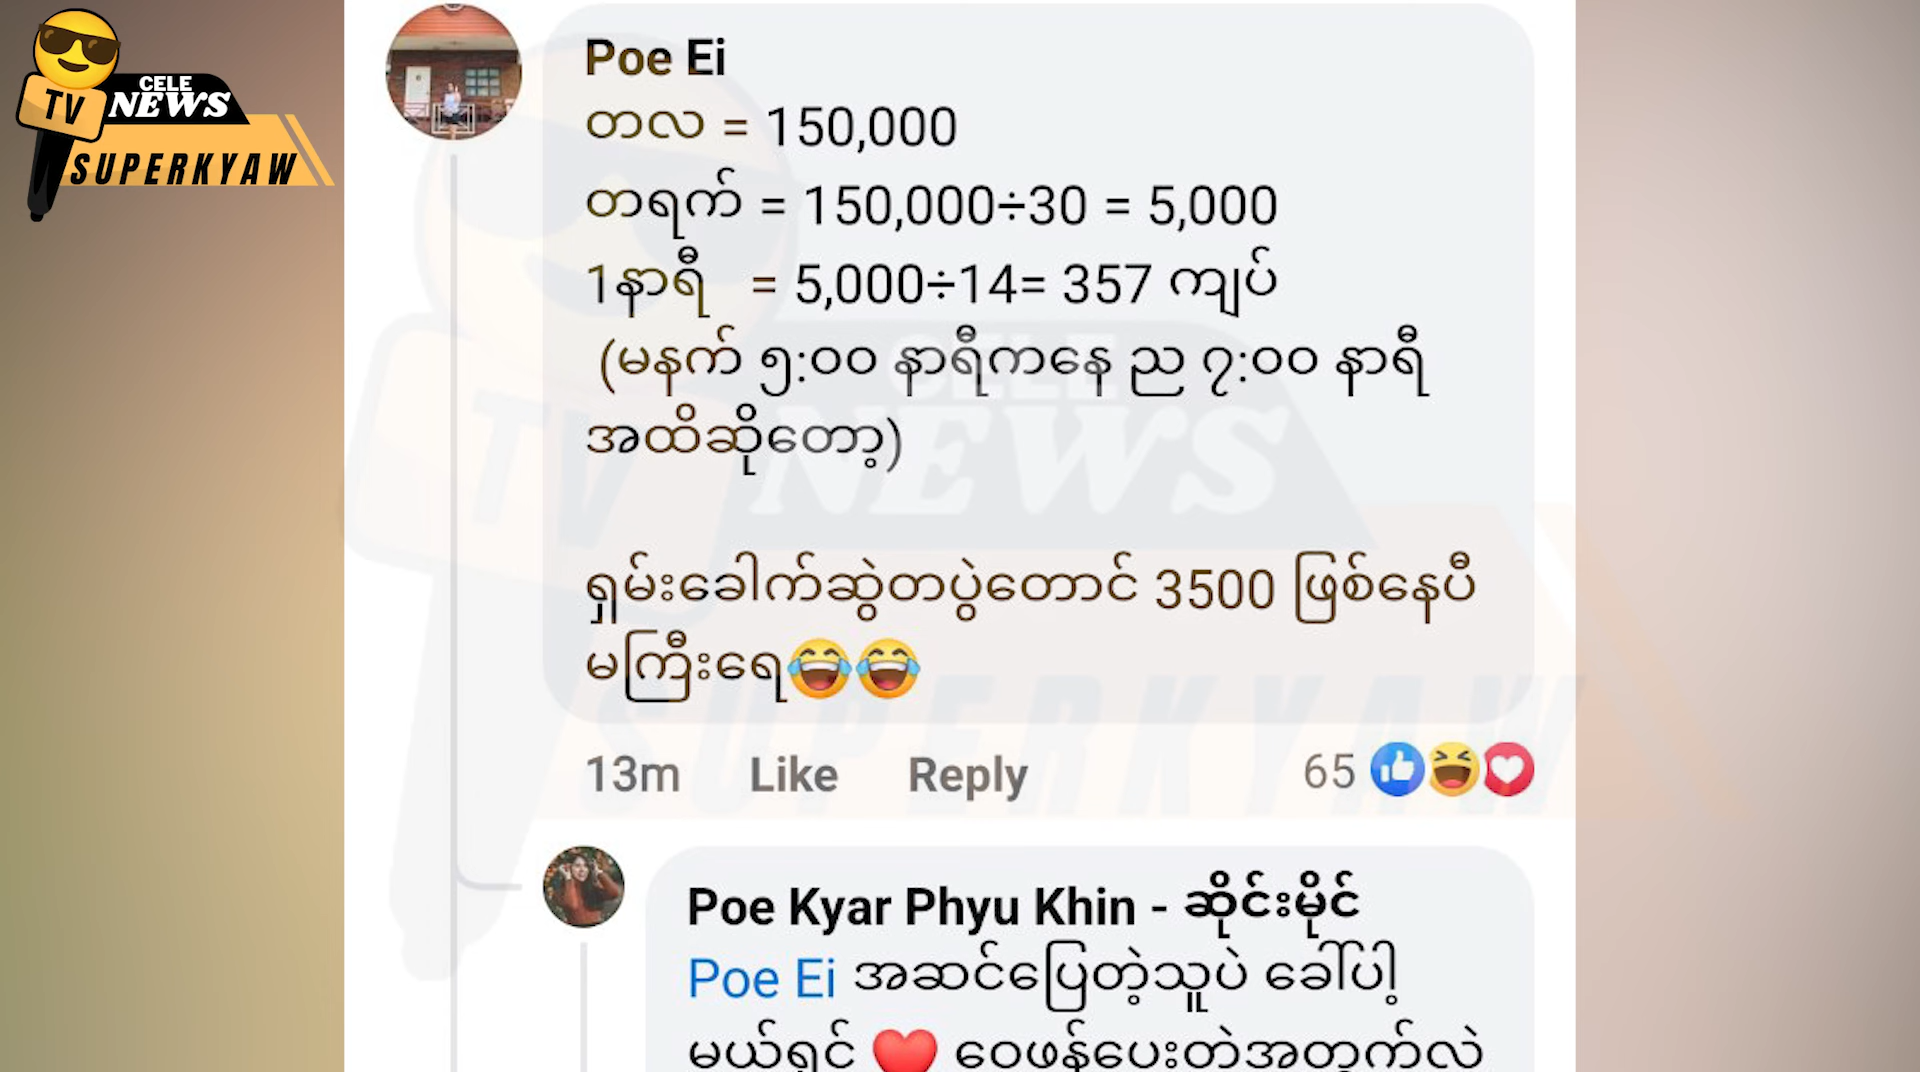 CELE
TV NEWS
SUPERKYAW
Poe Ei
တလ = 150,000
တရက် = 150,000÷30 = 5,000
1နာရီ = 5,000÷14= 357 ကျပ်
(မနက် ၅:၀၀ နာရီကနေ ည ၇:၀၀ နာရီ
အထိဆိုတော့)
ရှမ်းခေါက်ဆွဲတပွဲတောင် 3500 ဖြစ်နေပီ
မကြီးရေ😂😂
13m Like Reply 65
Poe Kyar Phyu Khin - ဆိုင်းမိုင်
Poe Ei အဆင်ပြေတဲ့သူပဲ ခေါ်ပါ့
မယ်ရှင် ❤️ ဝေဖန်ပေးတဲ့အတွက်လဲ